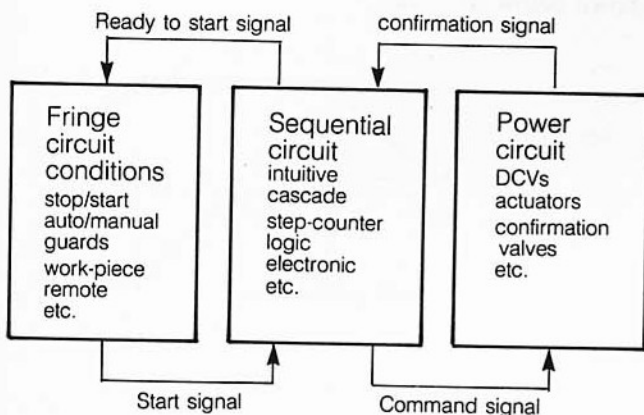 Ready to start signal
confirmation signal
Fringe
circuit
conditions
stop/start
auto/manual
guards
work-piece
remote
etc.
Sequential
circuit
intuitive
cascade
step-counter
logic
electronic
etc.
Power
circuit
DCVs
actuators
confirmation
valves
etc.
Start signal
Command signal